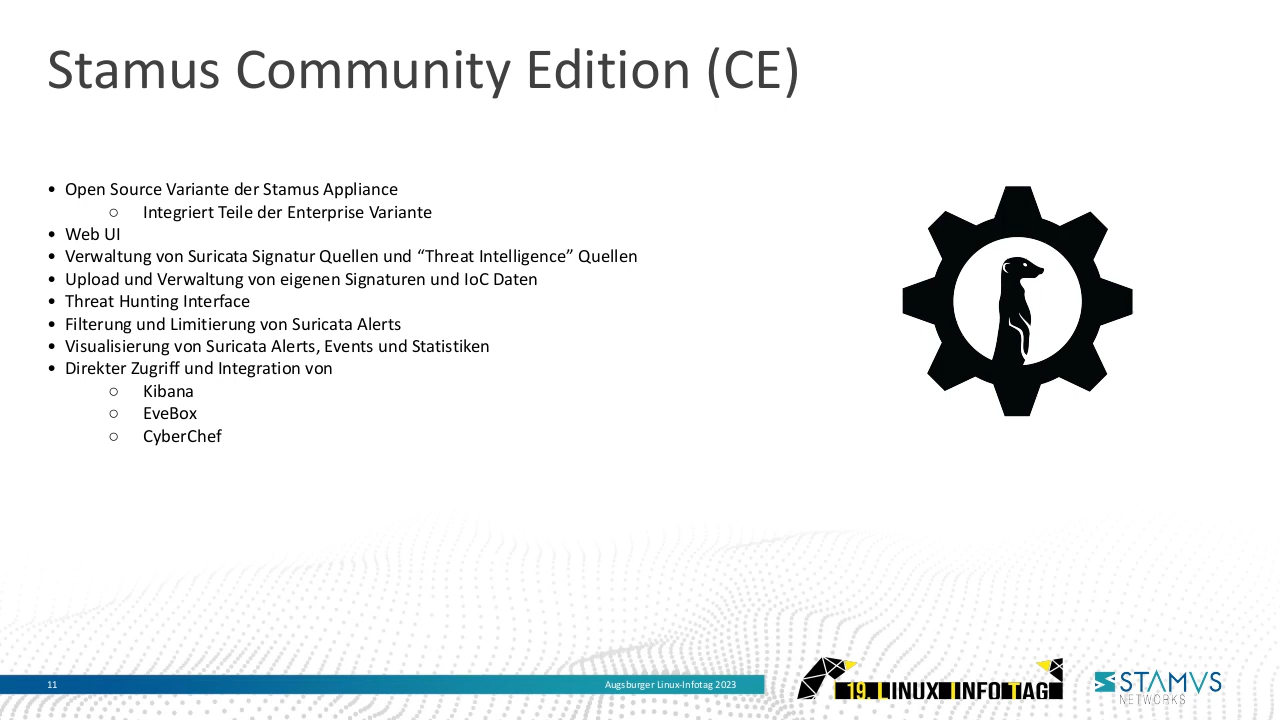 Stamus Community Edition (CE)
• Open Source Variante der Stamus Appliance
○ Integriert Teile der Enterprise Variante
• Web UI
• Verwaltung von Suricata Signatur Quellen und “Threat Intelligence” Quellen
• Upload und Verwaltung von eigenen Signaturen und IoC Daten
• Threat Hunting Interface
• Filterung und Limitierung von Suricata Alerts
• Visualisierung von Suricata Alerts, Events und Statistiken
• Direkter Zugriff und Integration von
○ Kibana
○ EveBox
○ CyberChef
11
Augsburger Linux-Infotag 2023
19. LINUX INFO TAG
STAMVS
NETWORKS